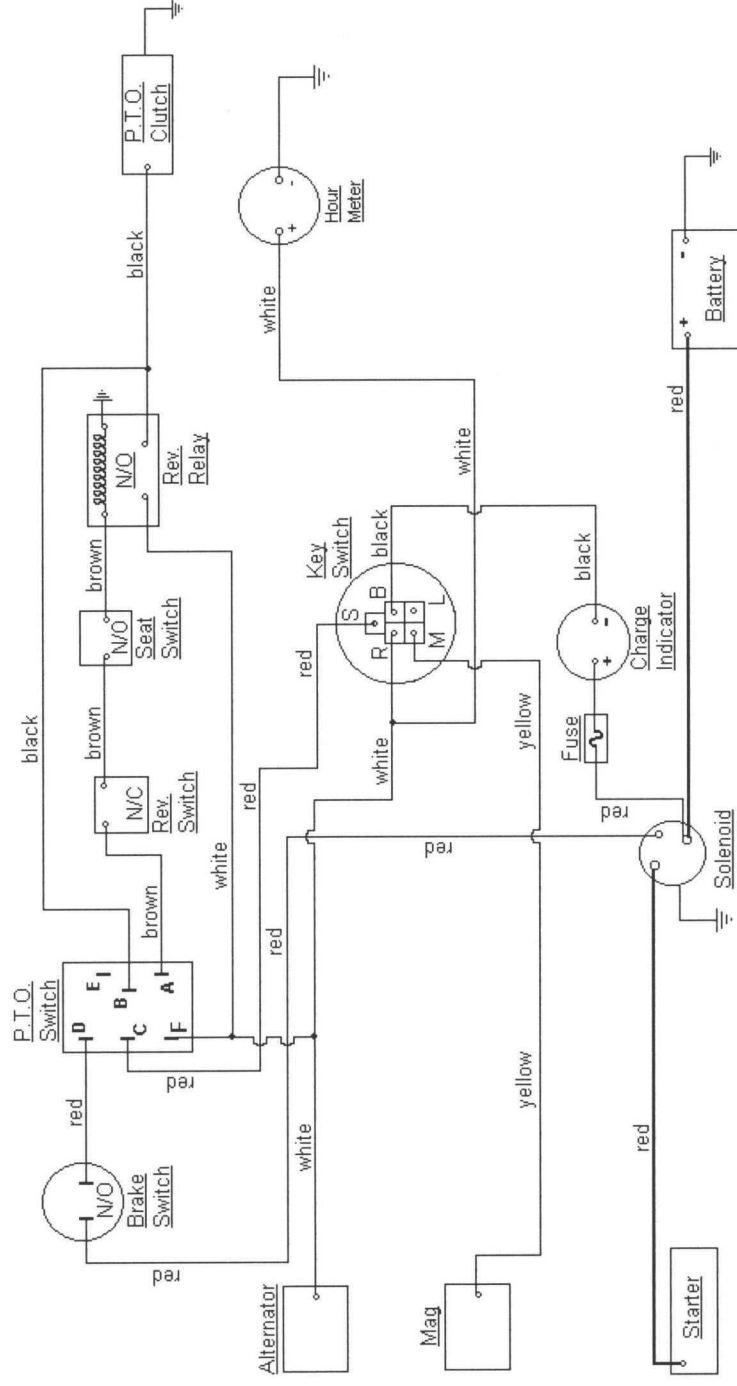 P.T.O.
Clutch
black
Hour
Meter
+
-
white
white
Battery
+
-
red
black
N/O
Rev.
Relay
brown
N/O
Seat
Switch
brown
N/C
Rev.
Switch
brown
white
P.T.O.
Switch
D
E
B
C
A
F
red
red
N/O
Brake
Switch
red
red
red
Key
Switch
S
R
B
M
L
black
white
yellow
black
Charge
Indicator
+
-
Fuse
red
red
Solenoid
white
Alternator
yellow
Mag
red
Starter